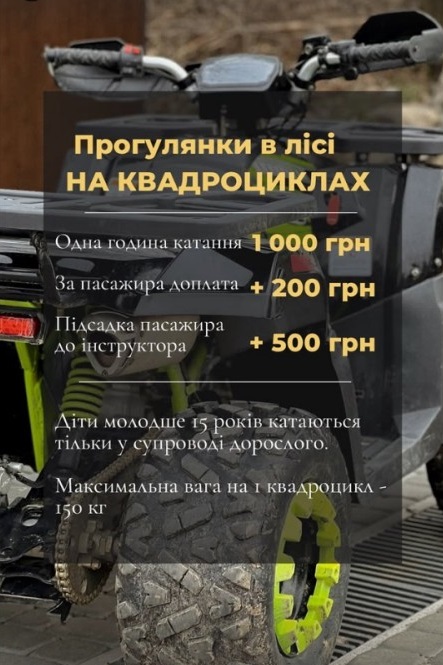 Прогулянки в лісі
НА КВАДРОЦИКЛАХ
Одна година катання 1 000 грн
За пасажира доплата + 200 грн
Підсадка пасажира
до інструктора + 500 грн
Діти молодше 15 років катаються
тільки у супроводі дорослого.
Максимальна вага на 1 квадроцикл -
150 кг